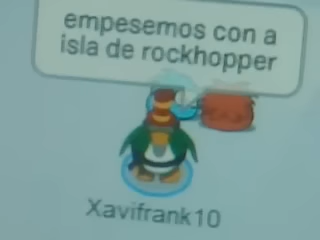 empesemos con a
isla de rockhopper
Xavifrank10